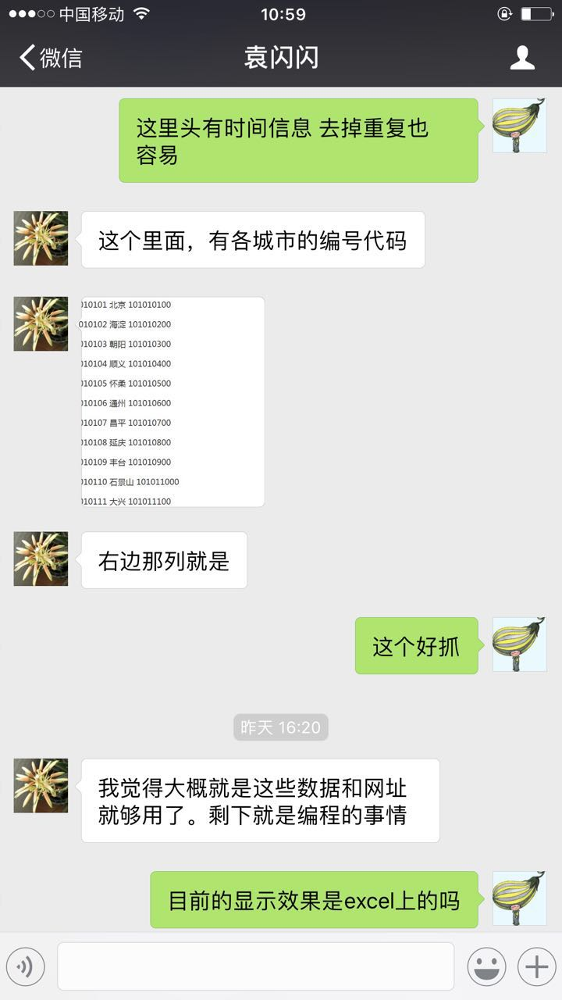 中国移动
10:59
微信
袁闪闪
这里头有时间信息 去掉重复也
容易
这个里面，有各城市的编号代码
010101 北京 101010100
010102 海淀 101010200
010103 朝阳 101010300
010104 顺义 101010400
010105 怀柔 101010500
010106 通州 101010600
010107 昌平 101010700
010108 延庆 101010800
010109 丰台 101010900
010110 石景山 101011000
010111 大兴 101011100
右边那列就是
这个好抓
昨天 16:20
我觉得大概就是这些数据和网址
就够用了。剩下就是编程的事情
目前的显示效果是excel上的吗